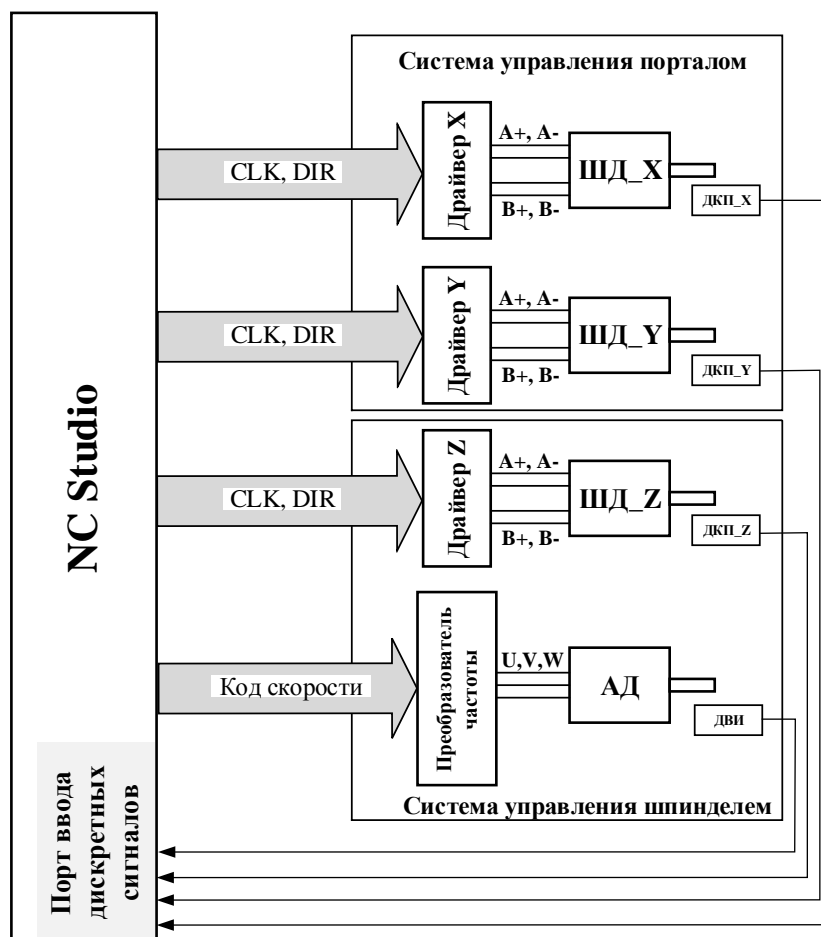 Система управления порталом
CLK, DIR
Драйвер X
A+, A-
B+, B-
ШД_X
ДКП_X
CLK, DIR
Драйвер Y
A+, A-
B+, B-
ШД_Y
ДКП_Y
NC Studio
CLK, DIR
Драйвер Z
A+, A-
B+, B-
ШД_Z
ДКП_Z
Код скорости
Преобразователь
частоты
U,V,W
АД
ДВИ
Система управления шпинделем
Порт ввода
дискретных
сигналов